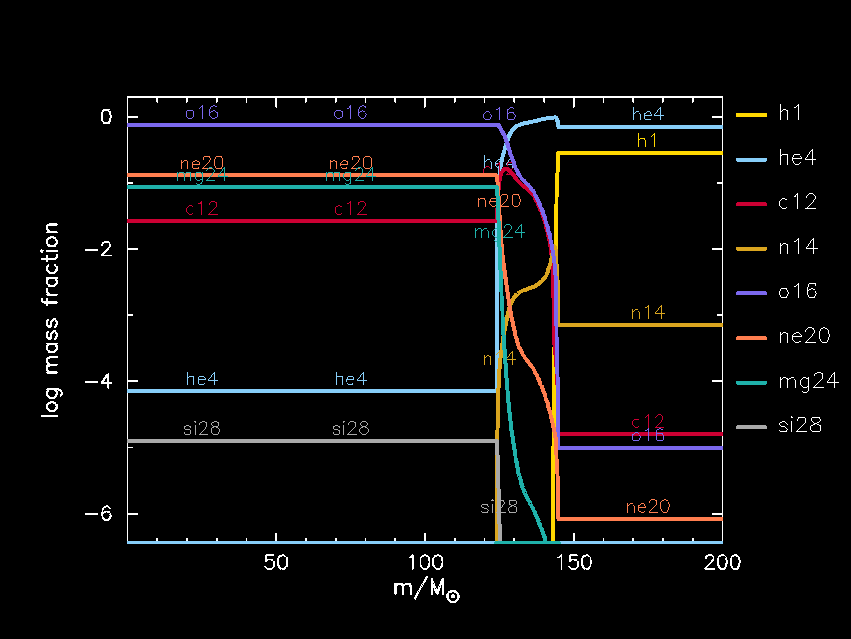 o16 o16 o16 he4 h1
h1
ne20 ne20 he4 he4
mg24 mg24
c12 c12 ne20 c12
mg24
n14
n14 o16
n14
he4 he4 ne20
c12
si28 si28 o16 mg24
si28
si28 ne20
0
−2
−4
−6
50 100 150 200
log mass fraction
m/M⊙